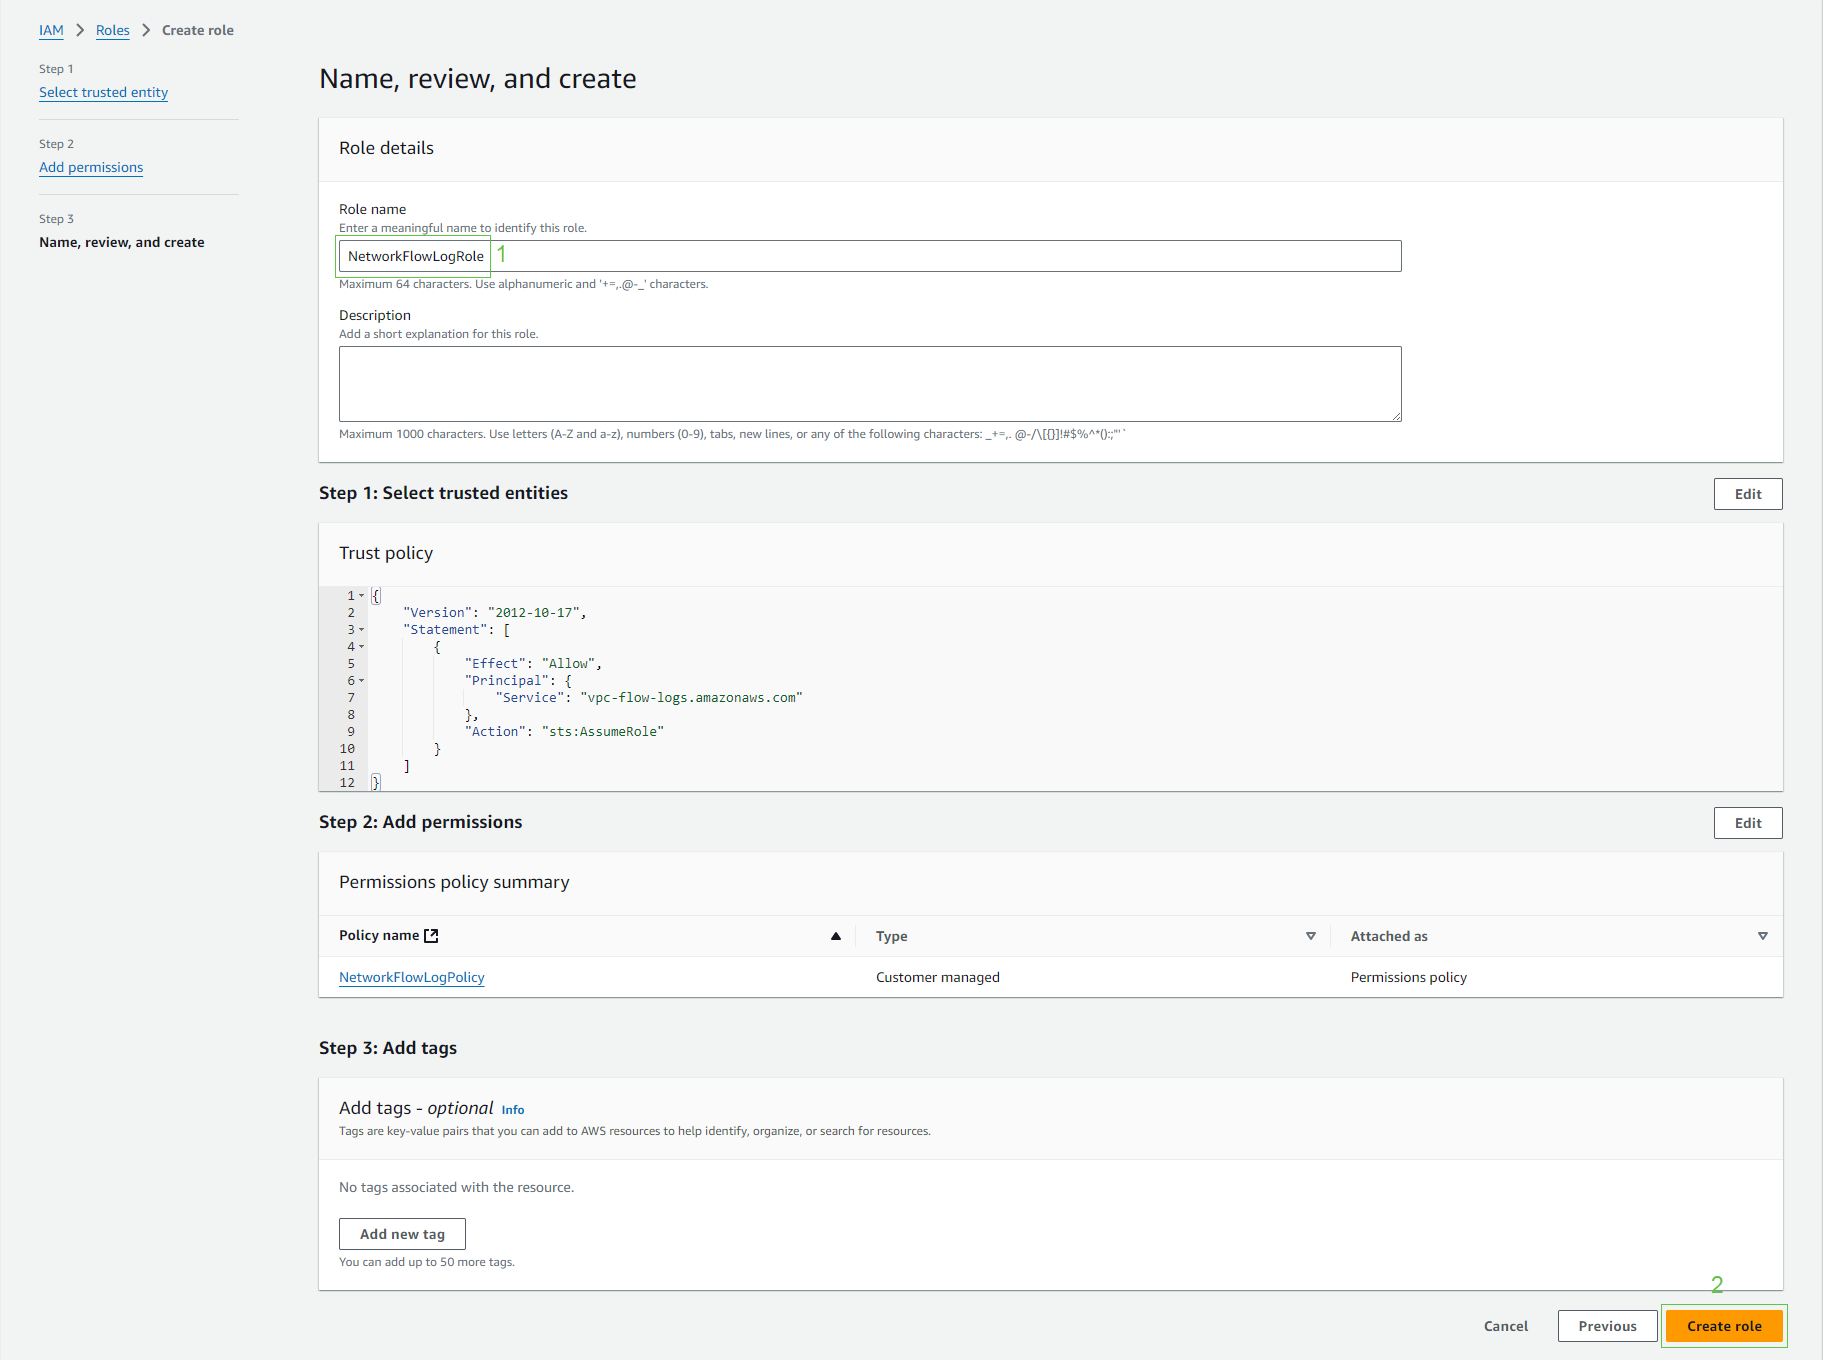 IAM > Roles > Create role
Step 1
Select trusted entity
Step 2
Add permissions
Step 3
Name, review, and create
Name, review, and create
Role details
Role name
Enter a meaningful name to identify this role.
NetworkFlowLogRole 1
Maximum 64 characters. Use alphanumeric and '+=,.@-_' characters.
Description
Add a short explanation for this role.
Maximum 1000 characters. Use letters (A-Z and a-z), numbers (0-9), tabs, new lines, or any of the following characters: _+=,. @-/\[{}]!#$%^*();:"'`
Step 1: Select trusted entities
Edit
Trust policy
1 {
2 "Version": "2012-10-17",
3 "Statement": [
4 {
5 "Effect": "Allow",
6 "Principal": {
7 "Service": "vpc-flow-logs.amazonaws.com"
8 },
9 "Action": "sts:AssumeRole"
10 }
11 ]
12 }
Step 2: Add permissions
Edit
Permissions policy summary
Policy name Type Attached as
NetworkFlowLogPolicy Customer managed Permissions policy
Step 3: Add tags
Add tags - optional Info
Tags are key-value pairs that you can add to AWS resources to help identify, organize, or search for resources.
No tags associated with the resource.
Add new tag
You can add up to 50 more tags.
2
Cancel Previous Create role